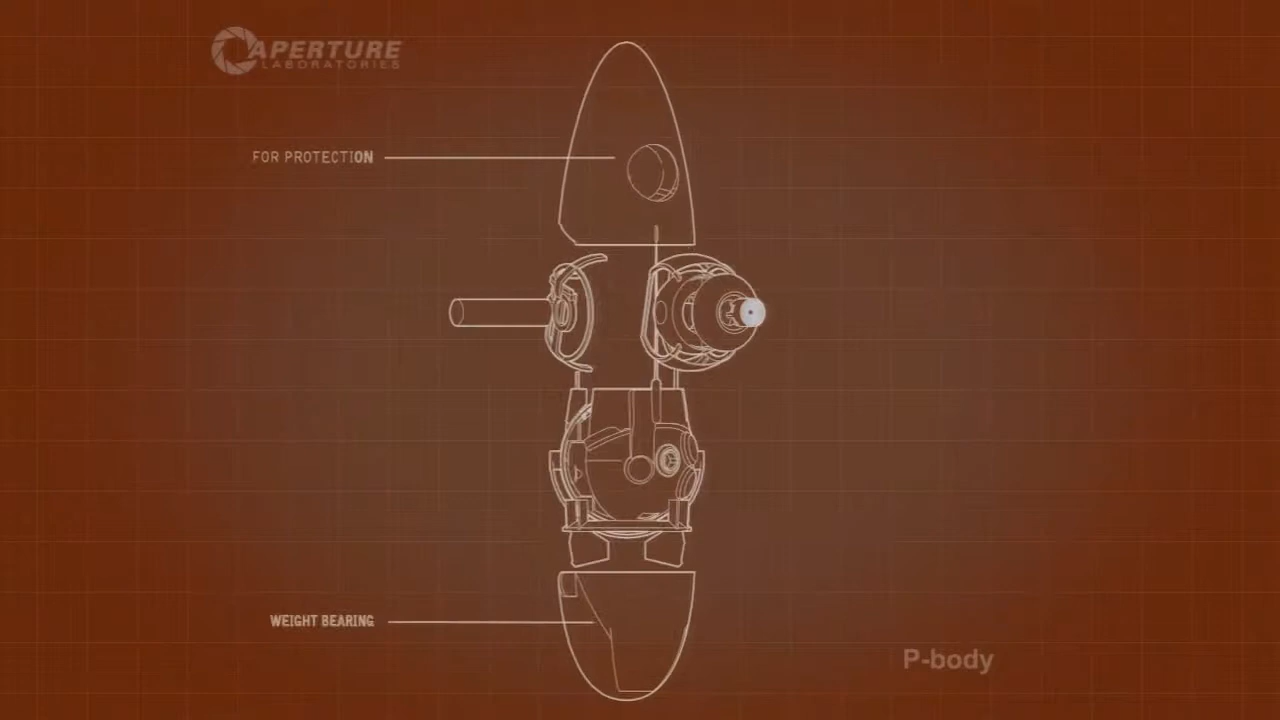 APERTURE
LABORATORIES
FOR PROTECTION
WEIGHT BEARING
P-body